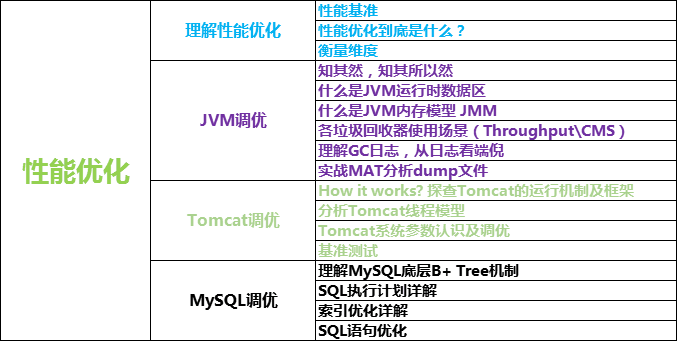 性能优化
理解性能优化
性能基准
性能优化到底是什么？
衡量维度
JVM调优
知其然，知其所以然
什么是JVM运行时数据区
什么是JVM内存模型 JMM
各垃圾回收器使用场景（Throughput\CMS）
理解GC日志，从日志看端倪
实战MAT分析dump文件
Tomcat调优
How it works? 探查Tomcat的运行机制及框架
分析Tomcat线程模型
Tomcat系统参数认识及调优
基准测试
MySQL调优
理解MySQL底层B+ Tree机制
SQL执行计划详解
索引优化详解
SQL语句优化